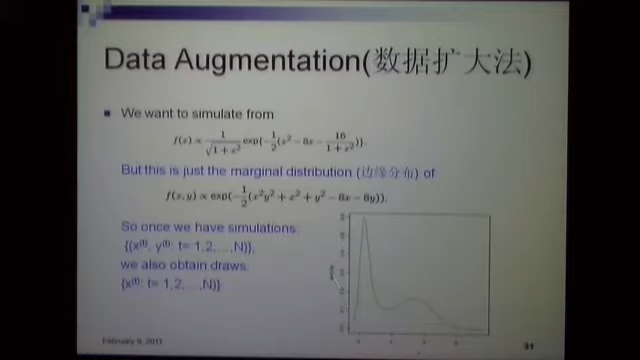 Data Augmentation(数据扩大法)
We want to simulate from
f(x) ∝ 1/√(1 + x²) exp{-1/2(x² - 8x - 16/(1 + x²))}.
But this is just the marginal distribution (边缘分布) of
f(x, y) ∝ exp(-1/2(x²y² + x² + y² - 8x - 8y)).
So once we have simulations:
{(x⁽ᵗ⁾, y⁽ᵗ⁾: t= 1,2,…,N)},
we also obtain draws:
{x⁽ᵗ⁾: t= 1,2,…,N)}
February 9, 2011